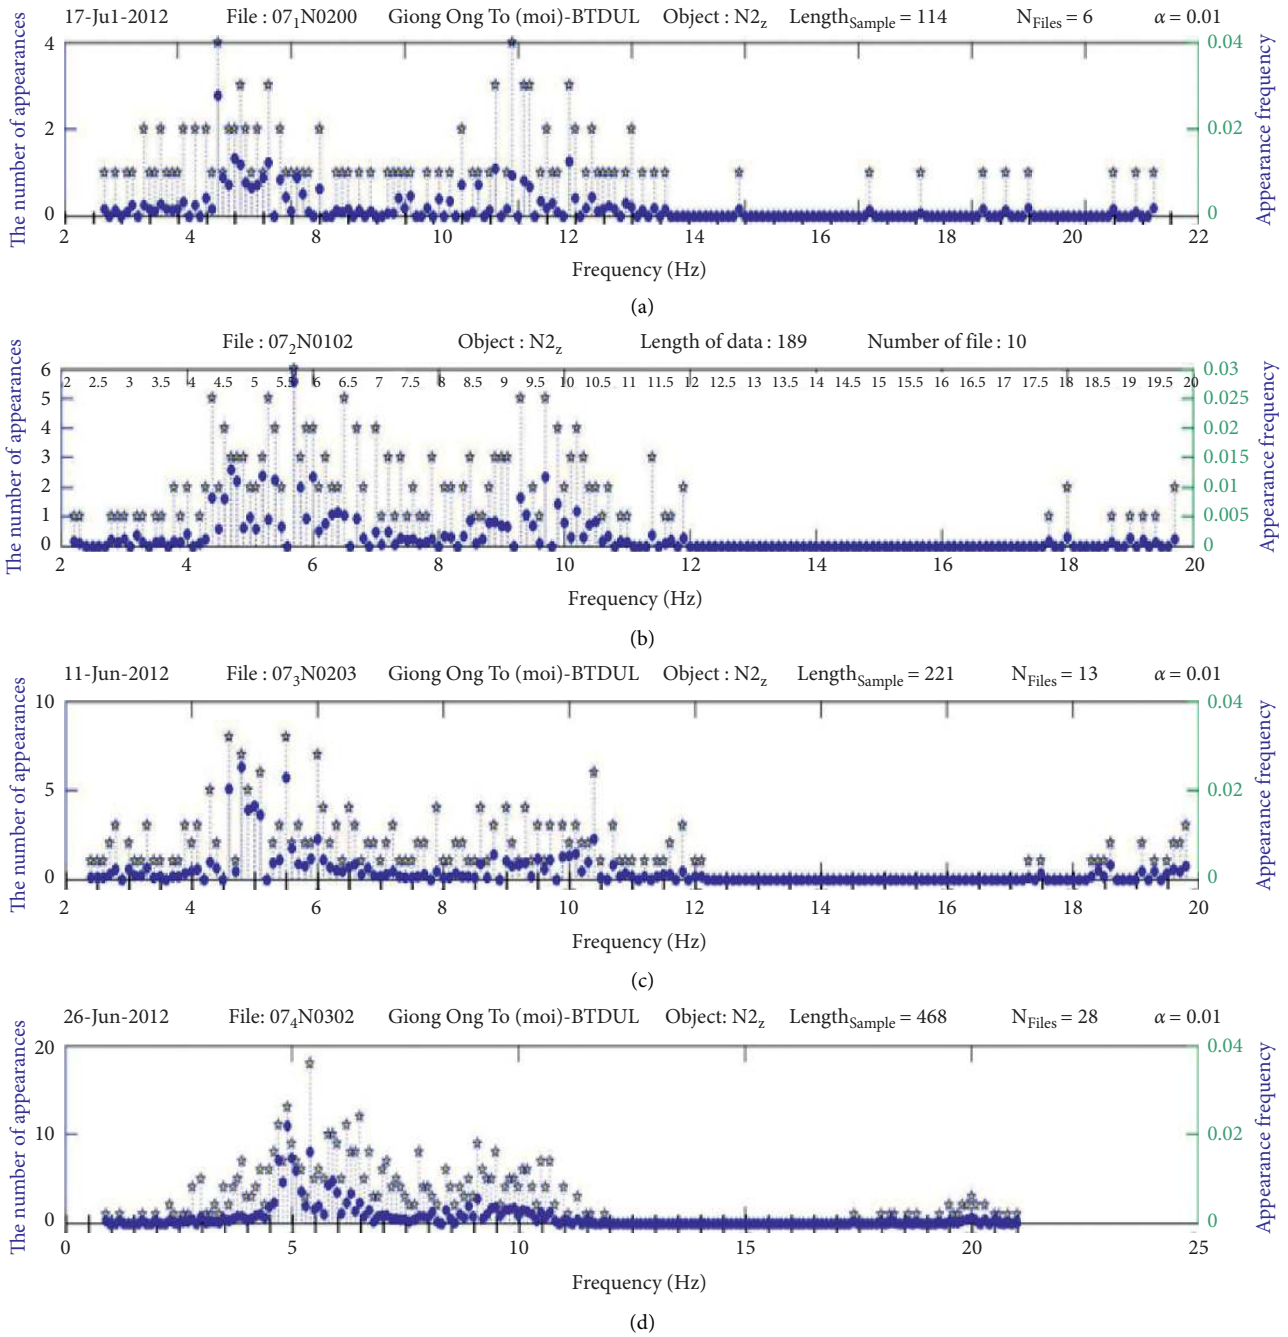 17-Ju1-2012 File : 07₁N0200 Giong Ong To (moi)-BTDUL Object : N2z Length_Sample = 114 N_Files = 6 α = 0.01
The number of appearances
4
2
0
0.04
0.02
0
Appearance frequency
2 4 6 8 10 12 14 16 18 20 22
Frequency (Hz)
(a)
File : 07₂N0102 Object : N2z Length of data : 189 Number of file : 10
The number of appearances
6
5
4
3
2
1
0
2 2.5 3 3.5 4 4.5 5 5.5 6 6.5 7 7.5 8 8.5 9 9.5 10 10.5 11 11.5 12 12.5 13 13.5 14 14.5 15 15.5 16 16.5 17 17.5 18 18.5 19 19.5 20
0.03
0.025
0.02
0.015
0.01
0.005
0
Appearance frequency
2 4 6 8 10 12 14 16 18 20
Frequency (Hz)
(b)
11-Jun-2012 File : 07₃N0203 Giong Ong To (moi)-BTDUL Object : N2z Length_Sample = 221 N_Files = 13 α = 0.01
The number of appearances
10
5
0
0.04
0.02
0
Appearance frequency
2 4 6 8 10 12 14 16 18 20
Frequency (Hz)
(c)
26-Jun-2012 File: 07₄N0302 Giong Ong To (moi)-BTDUL Object: N2z Length_Sample = 468 N_Files = 28 α = 0.01
The number of appearances
20
10
0
0.04
0.02
0
Appearance frequency
0 5 10 15 20 25
Frequency (Hz)
(d)